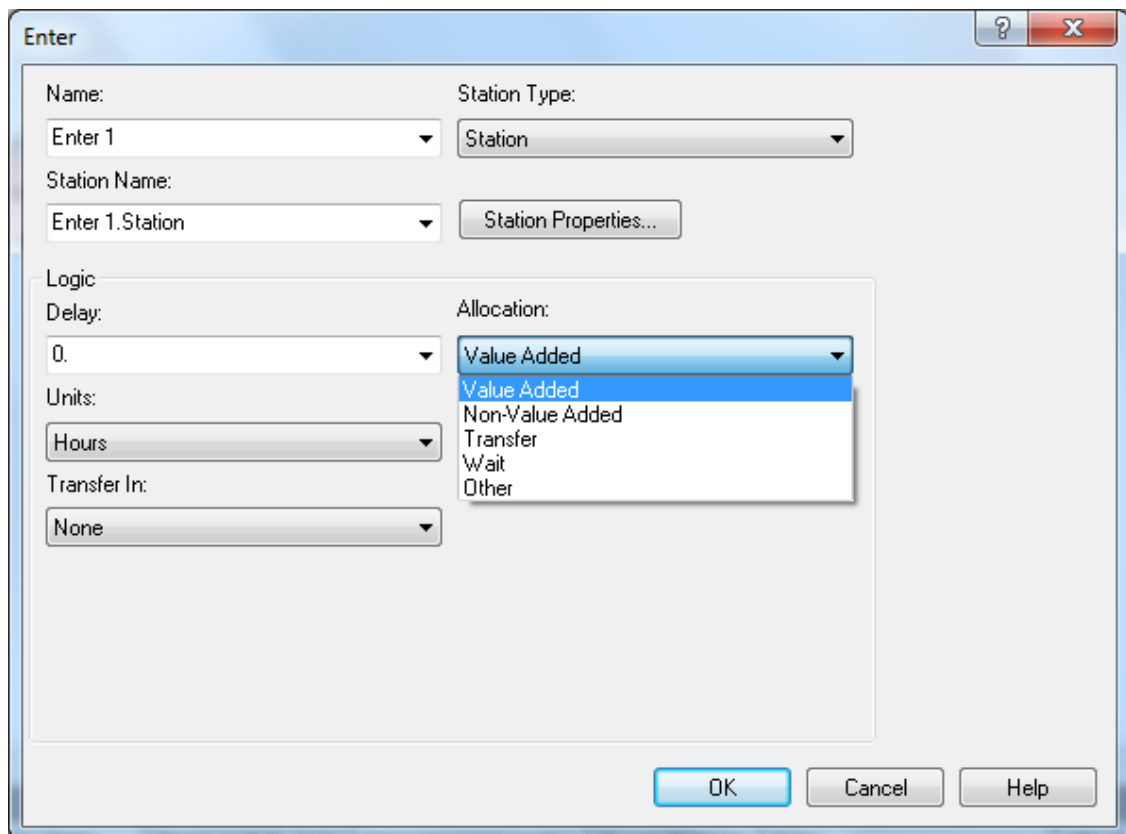 Enter
Name:
Station Type:
Enter 1
Station
Station Name:
Enter 1.Station
Station Properties...
Logic
Delay:
Allocation:
0.
Value Added
Value Added
Units:
Non-Value Added
Hours
Transfer
Wait
Transfer In:
Other
None
OK
Cancel
Help